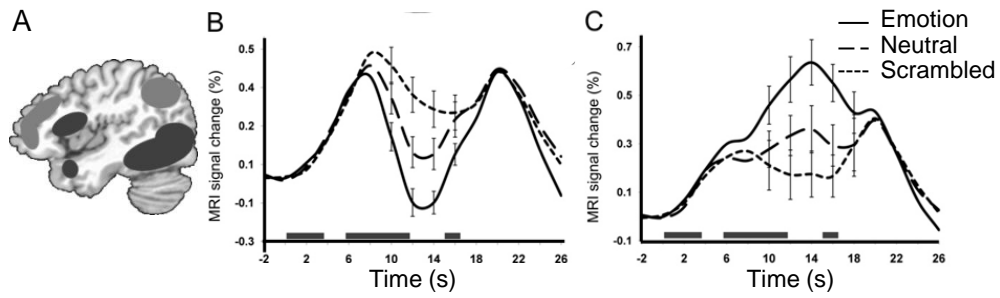 A
B
MRI signal change (%)
0.5
0.4
0.2
0.1
-0.1
-0.3
-2 2 6 10 14 18 22 26
Time (s)
C
MRI signal change (%)
0.7
0.5
0.3
0.1
-0.1
-2 2 6 10 14 18 22 26
Time (s)
Emotion
Neutral
Scrambled